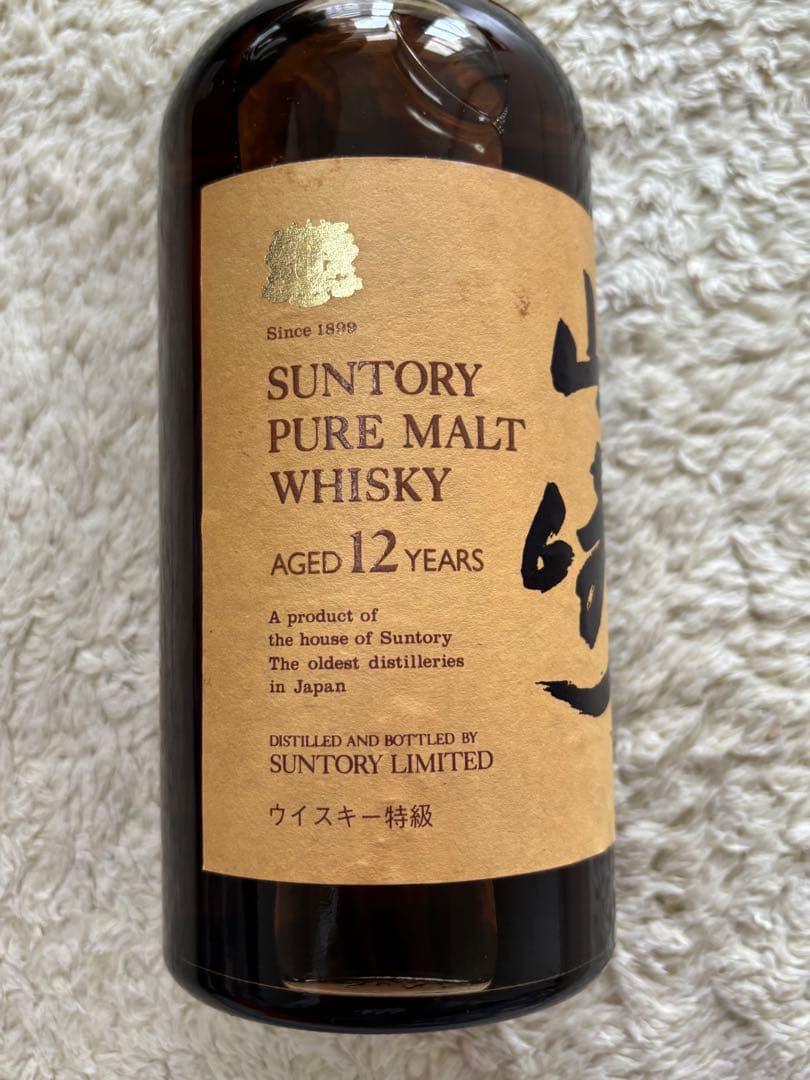 Since 1899
SUNTORY
PURE MALT
WHISKY
AGED 12 YEARS
A product of
the house of Suntory
The oldest distilleries
in Japan
DISTILLED AND BOTTLED BY
SUNTORY LIMITED
ウイスキー特級
山崎